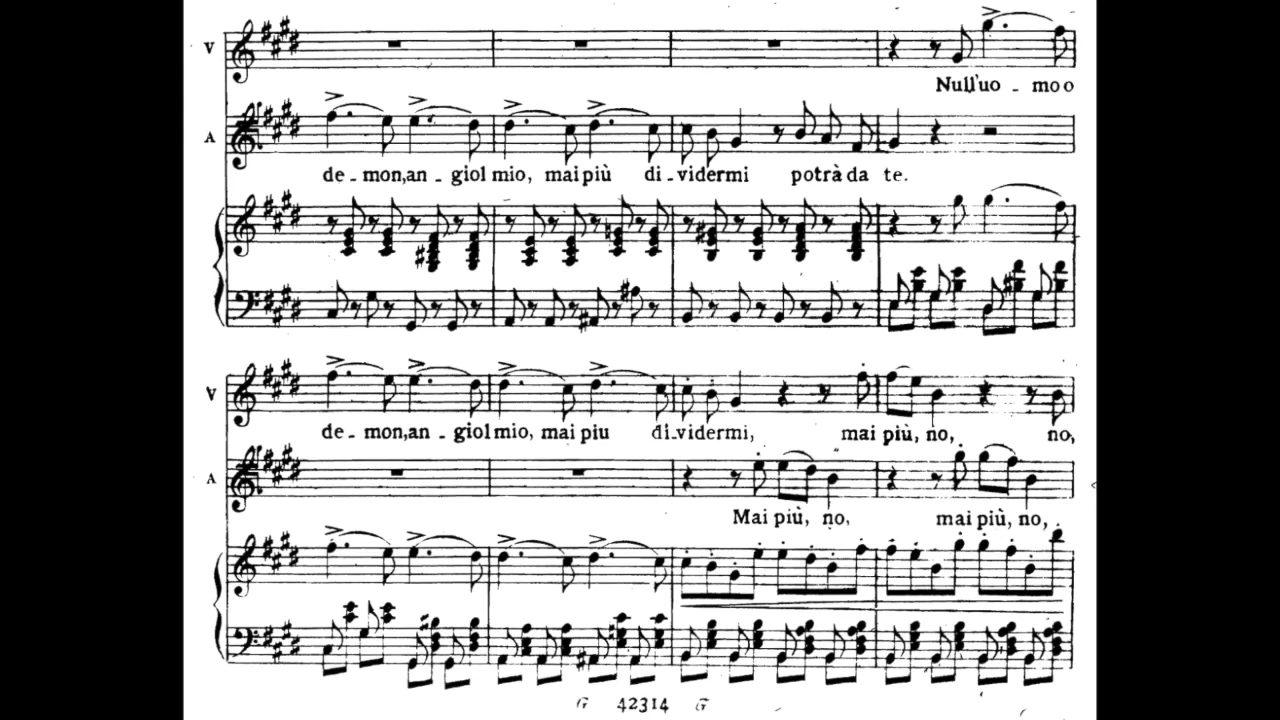 V
Null'uo - mo o
A
de - mon, an - giol mio, mai più di - vidermi potrà da te.
V
de - mon, an - giol mio, mai piu di - vidermi, mai più, no, no,
A
Mai più, no, mai più, no,
G 42314 G